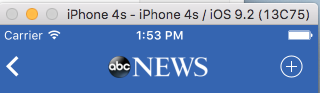 iPhone 4s - iPhone 4s / iOS 9.2 (13C75)
Carrier 1:53 PM
abc NEWS